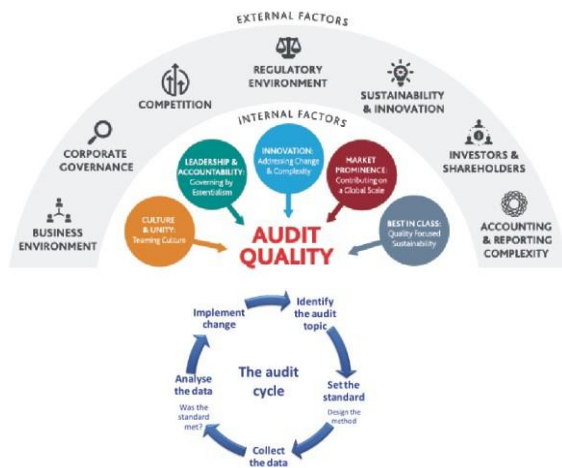 EXTERNAL FACTORS
REGULATORY
ENVIRONMENT
COMPETITION
SUSTAINABILITY
& INNOVATION
CORPORATE
GOVERNANCE
INVESTORS &
SHAREHOLDERS
BUSINESS
ENVIRONMENT
ACCOUNTING
& REPORTING
COMPLEXITY
INTERNAL FACTORS
CULTURE
& UNITY:
Teaming Culture
LEADERSHIP &
ACCOUNTABILITY:
Governing by
Essentialism
INNOVATION:
Addressing Change
& Complexity
MARKET
PROMINENCE:
Contributing on
a Global Scale
BEST IN CLASS:
Quality Focused
Sustainability
AUDIT
QUALITY
The audit
cycle
Identify
the audit
topic
Set the
standard
Design the
method
Collect
the data
Analyse
the data
Was the
standard
met?
Implement
change